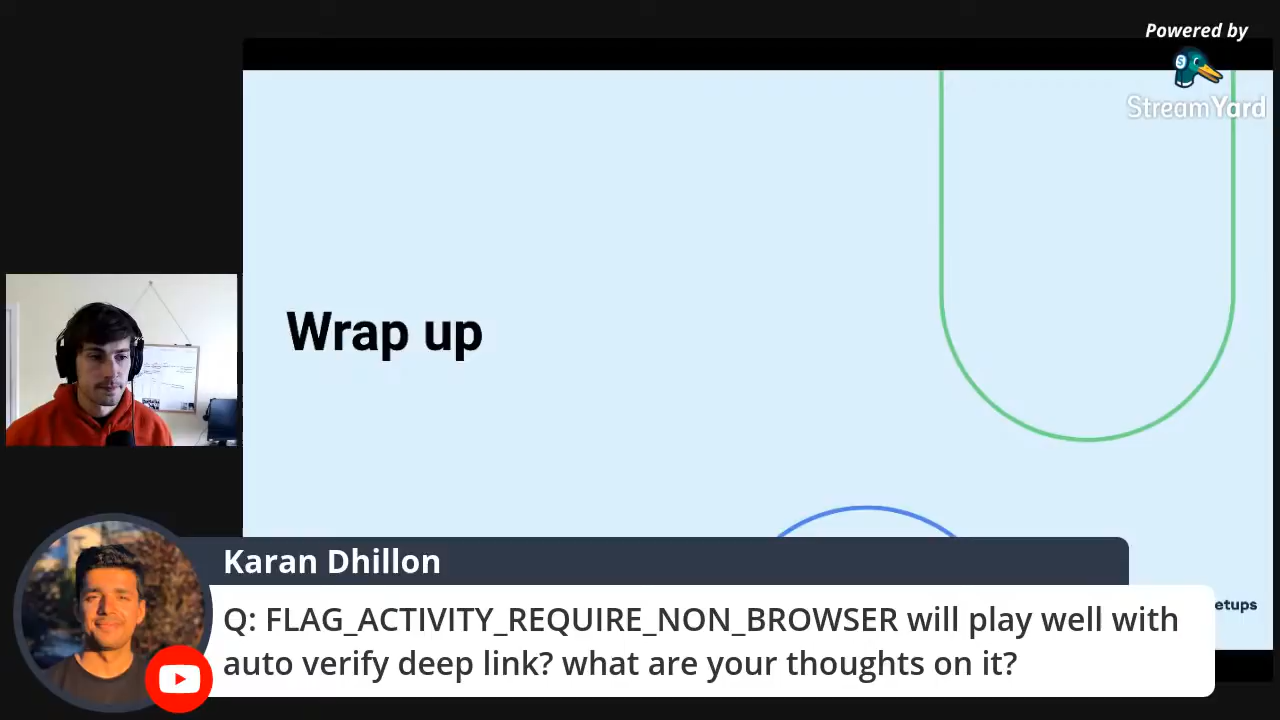 Powered by
StreamYard
Wrap up
Karan Dhillon
Q: FLAG_ACTIVITY_REQUIRE_NON_BROWSER will play well with
auto verify deep link? what are your thoughts on it?
etups